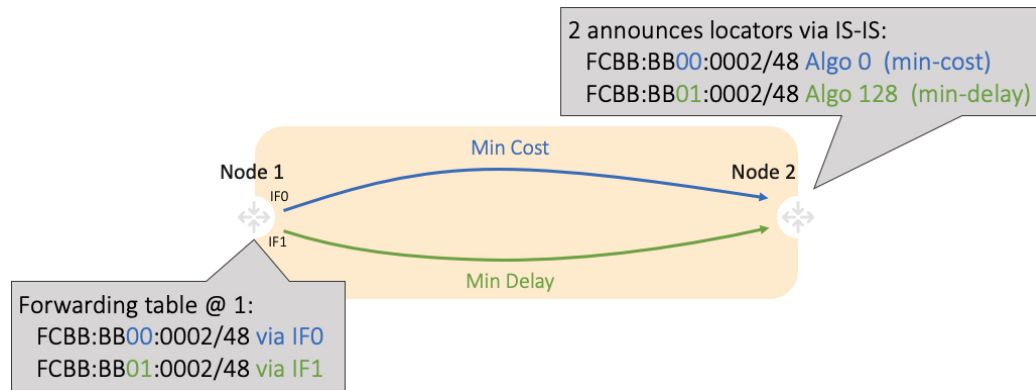 2 announces locators via IS-IS:
FCBB:BB00:0002/48 Algo 0 (min-cost)
FCBB:BB01:0002/48 Algo 128 (min-delay)
Min Cost
Node 1
Node 2
IF0
IF1
Min Delay
Forwarding table @ 1:
FCBB:BB00:0002/48 via IF0
FCBB:BB01:0002/48 via IF1